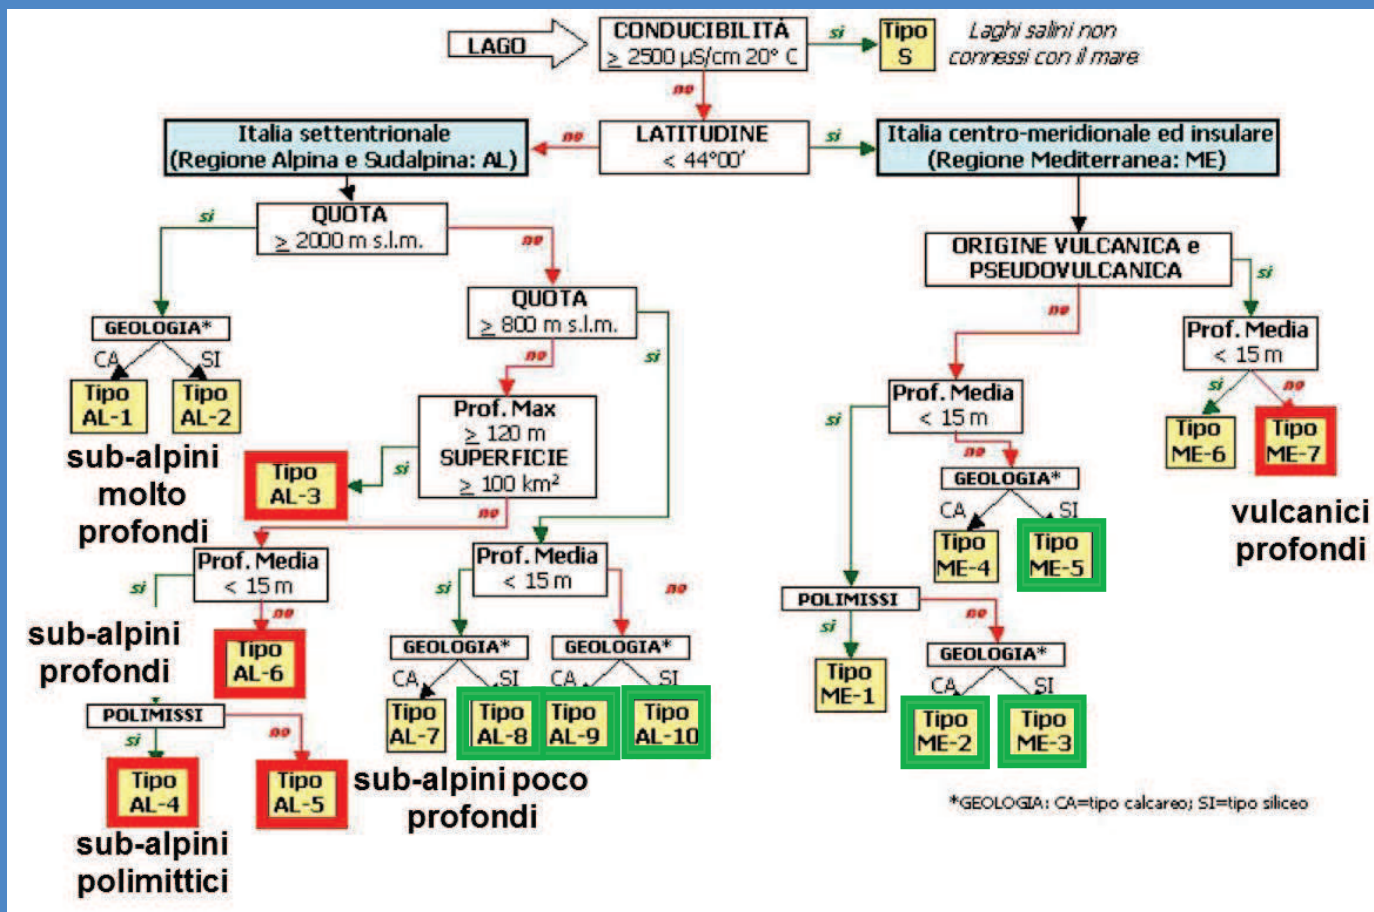 LAGO
CONDUCIBILITÀ
≥ 2500 µS/cm 20° C
si
Tipo
S
Laghi salini non
connessi con il mare
no
Italia settentrionale
(Regione Alpina e Sudalpina: AL)
no
LATITUDINE
< 44°00'
si
Italia centro-meridionale ed insulare
(Regione Mediterranea: ME)
si
QUOTA
≥ 2000 m s.l.m.
no
ORIGINE VULCANICA e
PSEUDOVULCANICA
si
no
QUOTA
≥ 800 m s.l.m.
no
si
GEOLOGIA*
CA
SI
Tipo
AL-1
Tipo
AL-2
sub-alpini
molto
profondi
Prof. Max
≥ 120 m
SUPERFICIE
≥ 100 km²
si
no
Tipo
AL-3
Prof. Media
< 15 m
si
no
Prof. Media
< 15 m
si
no
Tipo
ME-6
Tipo
ME-7
vulcanici
profondi
GEOLOGIA*
CA
SI
Tipo
ME-4
Tipo
ME-5
Prof. Media
< 15 m
si
no
sub-alpini
profondi
Tipo
AL-6
Prof. Media
< 15 m
si
no
POLIMISSI
si
no
Tipo
ME-1
GEOLOGIA*
CA
SI
Tipo
ME-2
Tipo
ME-3
GEOLOGIA*
CA
SI
GEOLOGIA*
CA
SI
Tipo
AL-7
Tipo
AL-8
Tipo
AL-9
Tipo
AL-10
sub-alpini poco
profondi
POLIMISSI
si
no
Tipo
AL-4
Tipo
AL-5
sub-alpini
polimittici
*GEOLOGIA: CA=tipo calcareo; SI=tipo siliceo